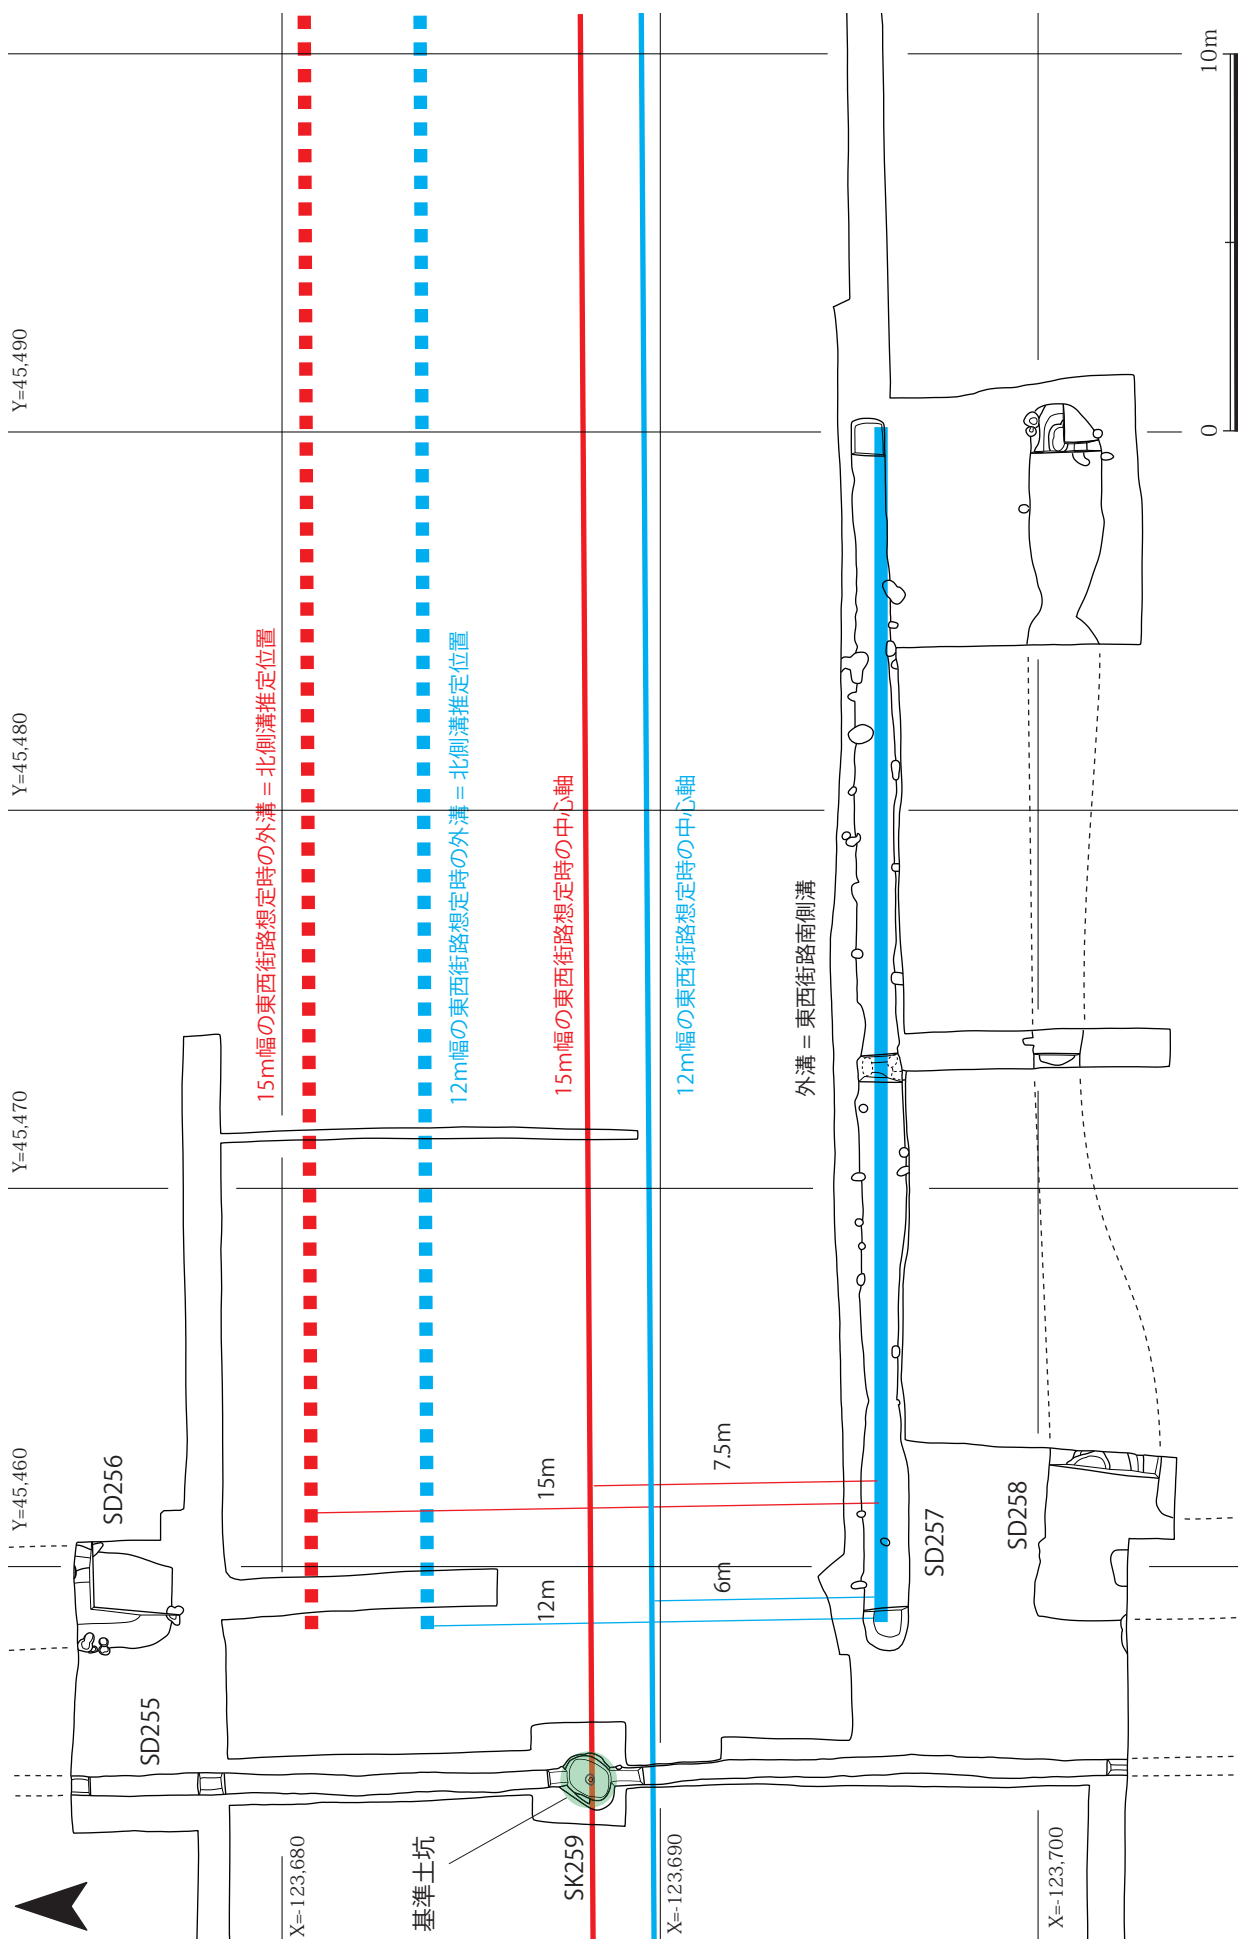 Y=45,490
Y=45,480
Y=45,470
Y=45,460
10m
0
15m幅の東西街路想定時の外溝 = 北側溝推定位置
12m幅の東西街路想定時の外溝 = 北側溝推定位置
15m幅の東西街路想定時の中心軸
12m幅の東西街路想定時の中心軸
外溝 = 東西街路南側溝
SD256
SD255
15m
7.5m
12m
6m
SD257
SD258
基準土坑
SK259
X=-123,680
X=-123,690
X=-123,700